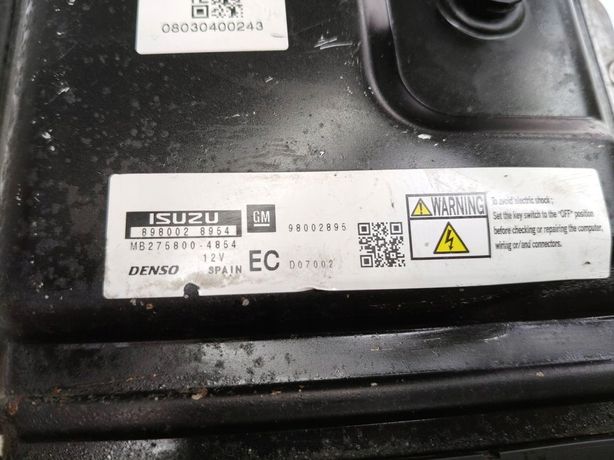 08030400243
ISUZU
898002 8954
MB275800-4854
12V
DENSO SPAIN
GM
EC
98002895
D07002
WARNING
To avoid electric shock ;
Set the key switch to the "OFF" position
before checking or repairing the computer,
wiriag or/and connectors.